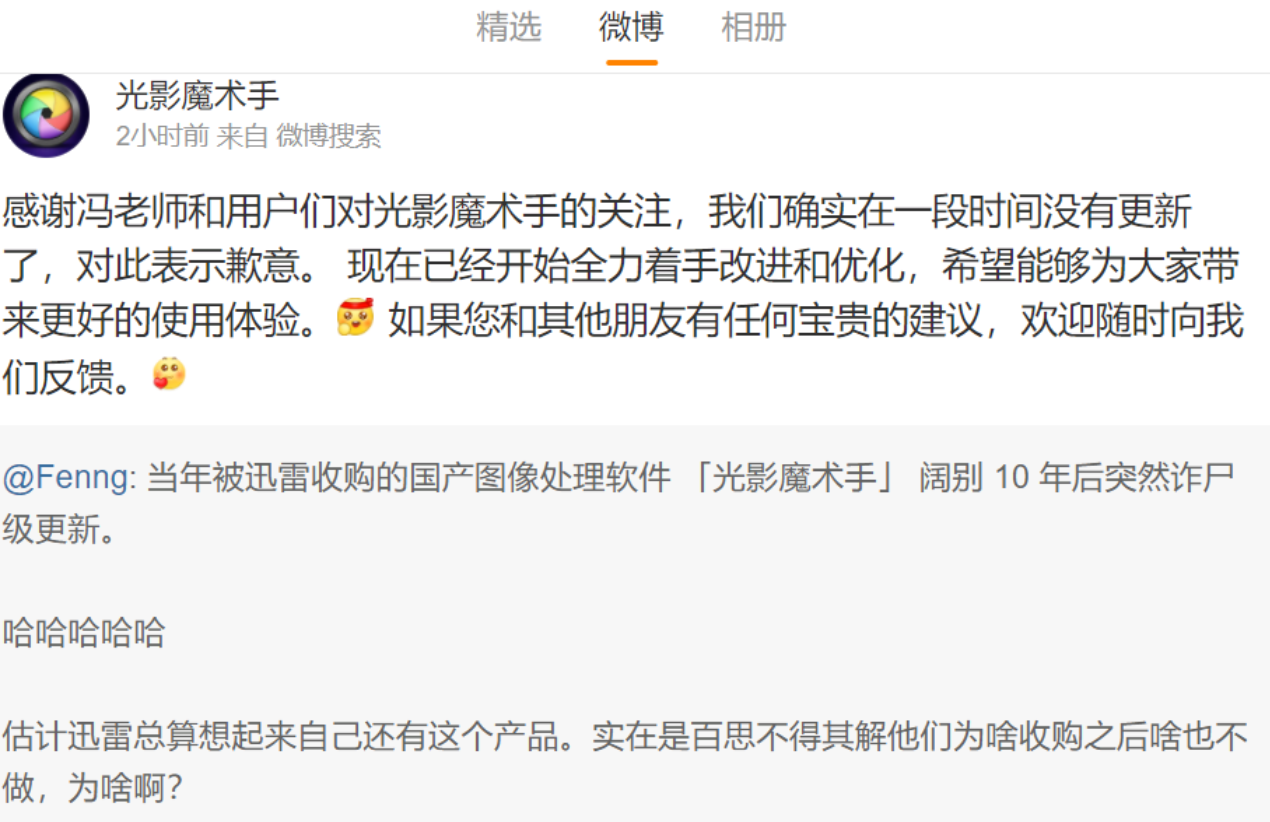 精选 微博 相册
光影魔术手
2小时前 来自 微博搜索
感谢冯老师和用户们对光影魔术手的关注，我们确实在一段时间没有更新
了，对此表示歉意。 现在已经开始全力着手改进和优化，希望能够为大家带
来更好的使用体验。 如果您和其他朋友有任何宝贵的建议，欢迎随时向我
们反馈。
@Fenng: 当年被迅雷收购的国产图像处理软件 「光影魔术手」 阔别 10 年后突然诈尸
级更新。
哈哈哈哈哈
估计迅雷总算想起来自己还有这个产品。实在是百思不得其解他们为啥收购之后啥也不
做，为啥啊？